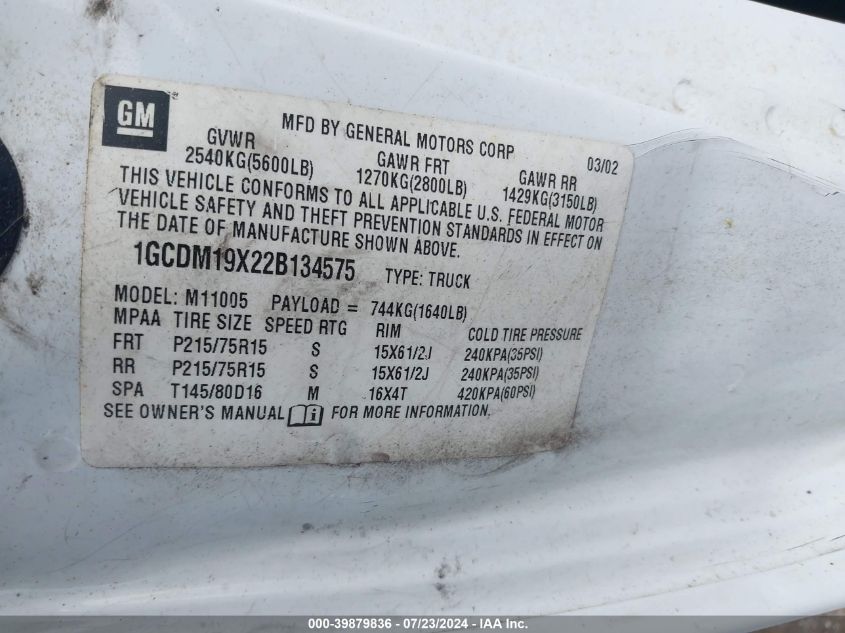 GM
MFD BY GENERAL MOTORS CORP 03/02
GVWR GAWR FRT GAWR RR
2540KG(5600LB) 1270KG(2800LB) 1429KG(3150LB)
THIS VEHICLE CONFORMS TO ALL APPLICABLE U.S. FEDERAL MOTOR
VEHICLE SAFETY AND THEFT PREVENTION STANDARDS IN EFFECT ON
THE DATE OF MANUFACTURE SHOWN ABOVE.
1GCDM19X22B134575 TYPE: TRUCK
MODEL: M11005 PAYLOAD = 744KG(1640LB)
MPAA TIRE SIZE SPEED RTG RIM COLD TIRE PRESSURE
FRT P215/75R15 S 15X61/2J 240KPA(35PSI)
RR P215/75R15 S 15X61/2J 240KPA(35PSI)
SPA T145/80D16 M 16X4T 420KPA(60PSI)
SEE OWNER'S MANUAL FOR MORE INFORMATION.
000-39879836 - 07/23/2024 - IAA Inc.